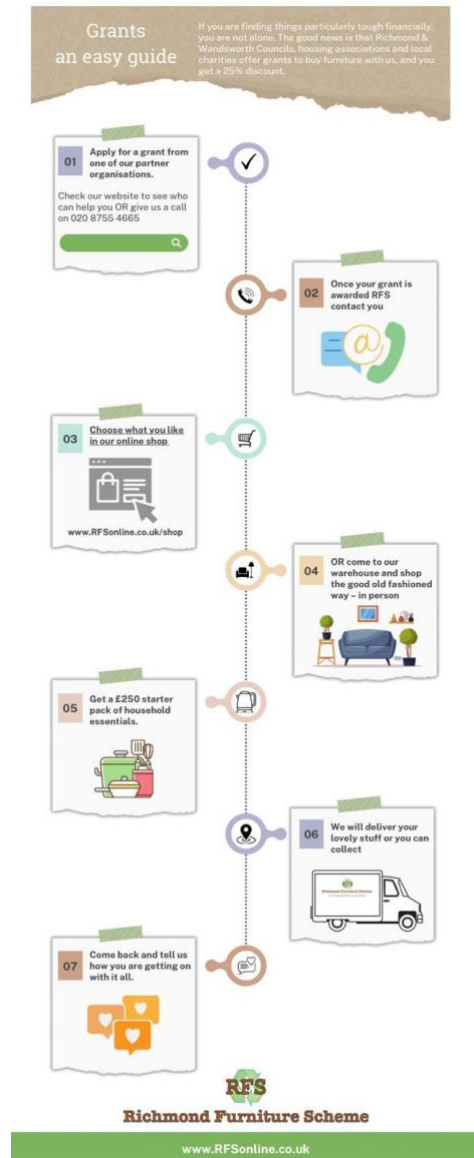 Grants
an easy guide
If you are finding things particularly tough financially,
you are not alone. The good news is that Richmond &
Wandsworth Councils, housing associations and local
charities offer grants to buy furniture with us, and you
get a 25% discount.
01
Apply for a grant from
one of our partner
organisations.
Check our website to see who
can help you OR give us a call
on 020 8755 4665
02
Once your grant is
awarded RFS
contact you
@
03
Choose what you like
in our online shop
www.RFSonline.co.uk/shop
04
OR come to our
warehouse and shop
the good old fashioned
way – in person
05
Get a £250 starter
pack of household
essentials.
06
We will deliver your
lovely stuff or you can
collect
RFS
Richmond Furniture Scheme
07
Come back and tell us
how you are getting on
with it all.
RFS
Richmond Furniture Scheme
www.RFSonline.co.uk